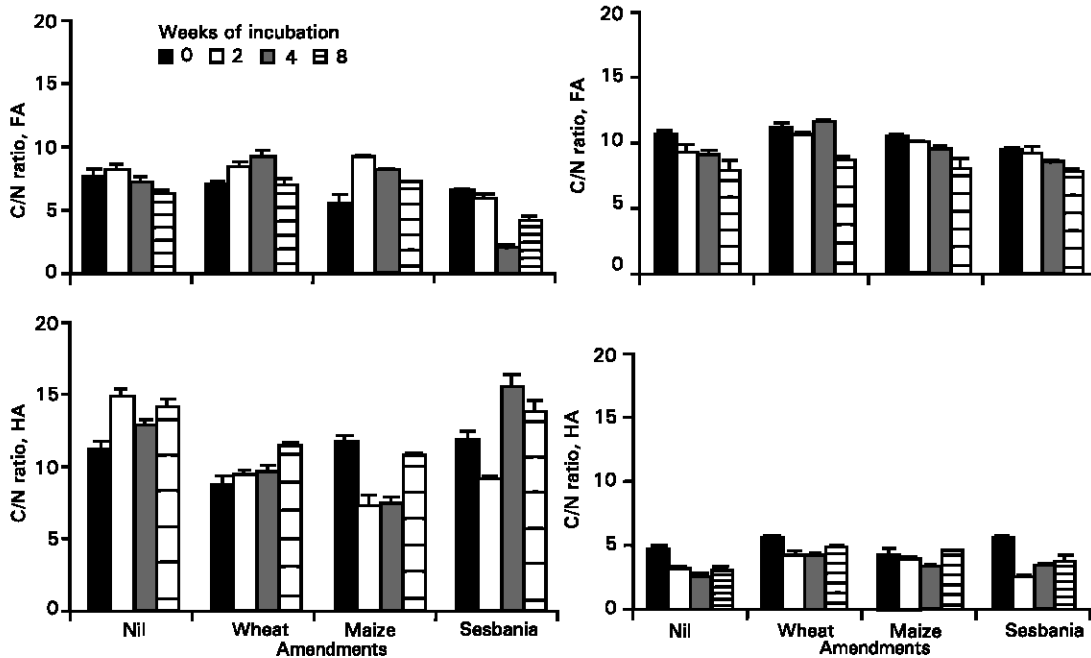 Weeks of incubation
0 2 4 8
C/N ratio, FA
20
15
10
5
0
C/N ratio, FA
20
15
10
5
0
C/N ratio, HA
20
15
10
5
0
Nil Wheat Maize Sesbania
Amendments
C/N ratio, HA
20
15
10
5
0
Nil Wheat Maize Sesbania
Amendments